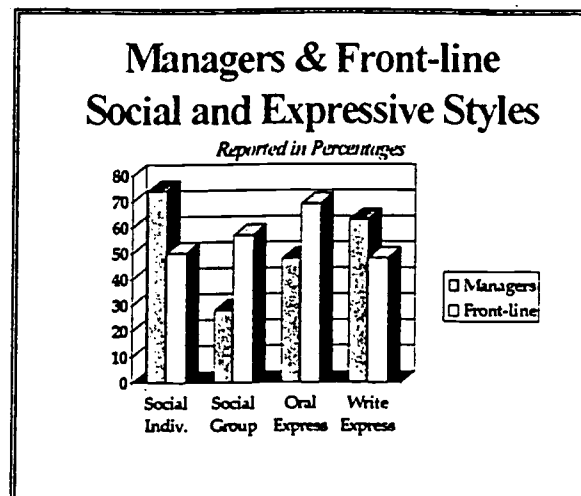 Managers & Front-line
Social and Expressive Styles
Reported in Percentages
80
70
60
50
40
30
20
10
0
Social Indiv.
Social Group
Oral Express
Write Express
Managers
Front-line